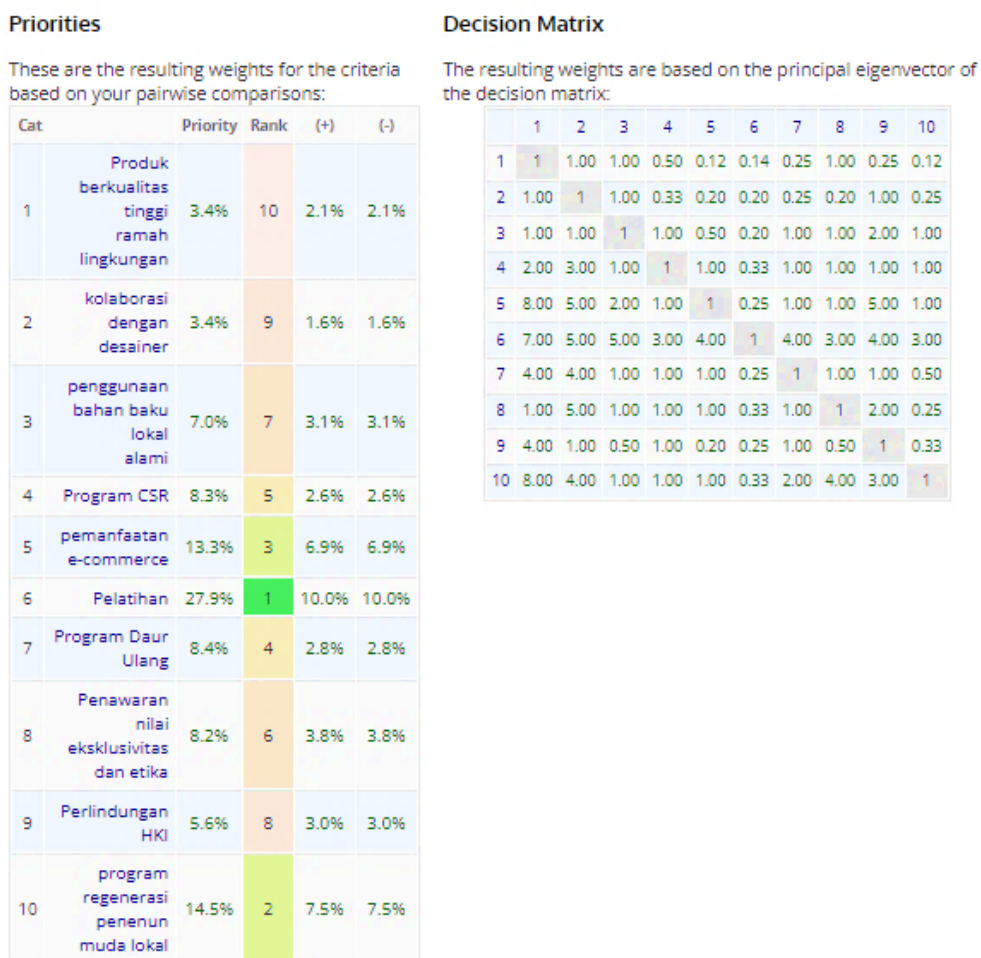 Priorities
These are the resulting weights for the criteria
based on your pairwise comparisons:
Cat Priority Rank (+) (-)
1 Produk berkualitas tinggi ramah lingkungan 3.4% 10 2.1% 2.1%
2 kolaborasi dengan desainer 3.4% 9 1.6% 1.6%
3 penggunaan bahan baku lokal alami 7.0% 7 3.1% 3.1%
4 Program CSR 8.3% 5 2.6% 2.6%
5 pemanfaatan e-commerce 13.3% 3 6.9% 6.9%
6 Pelatihan 27.9% 1 10.0% 10.0%
7 Program Daur Ulang 8.4% 4 2.8% 2.8%
8 Penawaran nilai eksklusivitas dan etika 8.2% 6 3.8% 3.8%
9 Perlindungan HKI 5.6% 8 3.0% 3.0%
10 program regenerasi penenun muda lokal 14.5% 2 7.5% 7.5%
Decision Matrix
The resulting weights are based on the principal eigenvector of
the decision matrix:
1 2 3 4 5 6 7 8 9 10
1 1 1.00 1.00 0.50 0.12 0.14 0.25 1.00 0.25 0.12
2 1.00 1 1.00 0.33 0.20 0.20 0.25 0.20 1.00 0.25
3 1.00 1.00 1 1.00 0.50 0.20 1.00 1.00 2.00 1.00
4 2.00 3.00 1.00 1 1.00 0.33 1.00 1.00 1.00 1.00
5 8.00 5.00 2.00 1.00 1 0.25 1.00 1.00 5.00 1.00
6 7.00 5.00 5.00 3.00 4.00 1 4.00 3.00 4.00 3.00
7 4.00 4.00 1.00 1.00 1.00 0.25 1 1.00 1.00 0.50
8 1.00 5.00 1.00 1.00 1.00 0.33 1.00 1 2.00 0.25
9 4.00 1.00 0.50 1.00 0.20 0.25 1.00 0.50 1 0.33
10 8.00 4.00 1.00 1.00 1.00 0.33 2.00 4.00 3.00 1